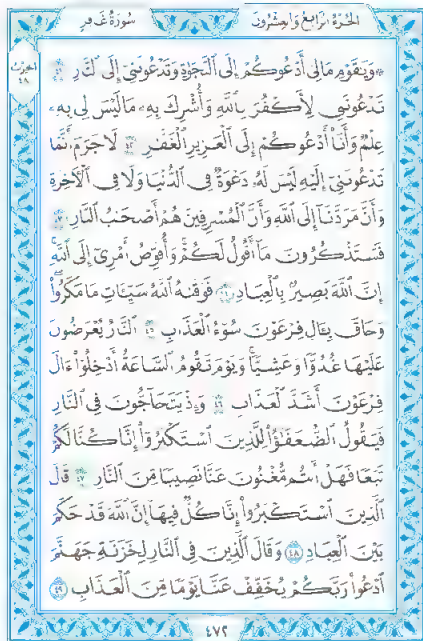 الجزء الرابع والعشرون
سورة غافر
الحزب
٤٨
۞ وَيَٰقَوْمِ مَالِىٓ أَدْعُوكُمْ إِلَى ٱلنَّجَوٰةِ وَتَدْعُونَنِىٓ إِلَى ٱلنَّارِ ٤١
تَدْعُونَنِى لِأَكْفُرَ بِٱللَّهِ وَأُشْرِكَ بِهِۦ مَا لَيْسَ لِى بِهِۦ
عِلْمٌ وَأَنَا۠ أَدْعُوكُمْ إِلَى ٱلْعَزِيزِ ٱلْغَفَّٰرِ ٤٢ لَا جَرَمَ أَنَّمَا
تَدْعُونَنِىٓ إِلَيْهِ لَيْسَ لَهُۥ دَعْوَةٌ فِى ٱلدُّنْيَا وَلَا فِى ٱلْءَاخِرَةِ
وَأَنَّ مَرَدَّنَآ إِلَى ٱللَّهِ وَأَنَّ ٱلْمُسْرِفِينَ هُمْ أَصْحَٰبُ ٱلنَّارِ ٤٣
فَسَتَذْكُرُونَ مَآ أَقُولُ لَكُمْ وَأُفَوِّضُ أَمْرِىٓ إِلَى ٱللَّهِ
إِنَّ ٱللَّهَ بَصِيرٌۢ بِٱلْعِبَادِ ٤٤ فَوَقَىٰهُ ٱللَّهُ سَيِّـَٔاتِ مَا مَكَرُوا۟
وَحَاقَ بِـَٔالِ فِرْعَوْنَ سُوٓءُ ٱلْعَذَابِ ٤٥ ٱلنَّارُ يُعْرَضُونَ
عَلَيْهَا غُدُوًّا وَعَشِيًّا وَيَوْمَ تَقُومُ ٱلسَّاعَةُ أَدْخِلُوٓا۟ ءَالَ
فِرْعَوْنَ أَشَدَّ ٱلْعَذَابِ ٤٦ وَإِذْ يَتَحَآجُّونَ فِى ٱلنَّارِ
فَيَقُولُ ٱلضُّعَفَٰٓؤُا۟ لِلَّذِينَ ٱسْتَكْبَرُوٓا۟ إِنَّا كُنَّا لَكُمْ
تَبَعًا فَهَلْ أَنتُم مُّغْنُونَ عَنَّا نَصِيبًا مِّنَ ٱلنَّارِ ٤٧ قَالَ
ٱلَّذِينَ ٱسْتَكْبَرُوٓا۟ إِنَّا كُلٌّ فِيهَآ إِنَّ ٱللَّهَ قَدْ حَكَمَ
بَيْنَ ٱلْعِبَادِ ٤٨ وَقَالَ ٱلَّذِينَ فِى ٱلنَّارِ لِخَزَنَةِ جَهَنَّمَ
ٱدْعُوا۟ رَبَّكُمْ يُخَفِّفْ عَنَّا يَوْمًا مِّنَ ٱلْعَذَابِ ٤٩
٤٧٢